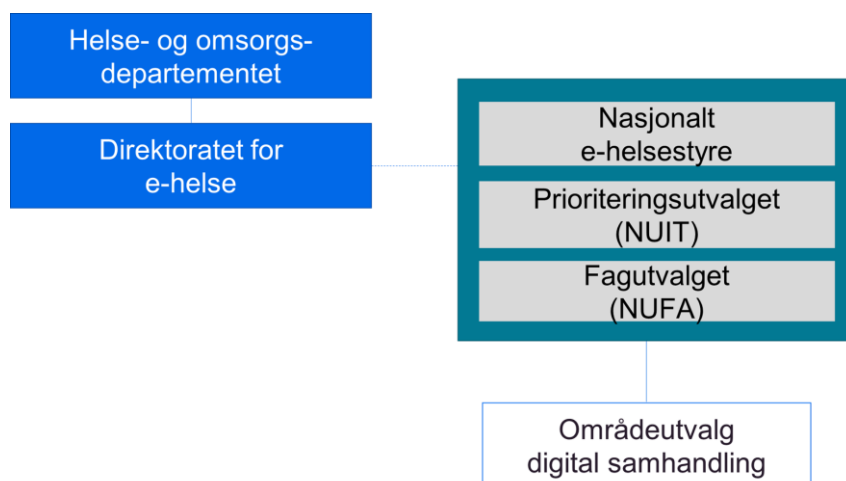 Helse- og omsorgs-
departementet
Direktoratet for
e-helse
Nasjonalt
e-helsestyre
Prioriteringsutvalget
(NUIT)
Fagutvalget
(NUFA)
Områdeutvalg
digital samhandling